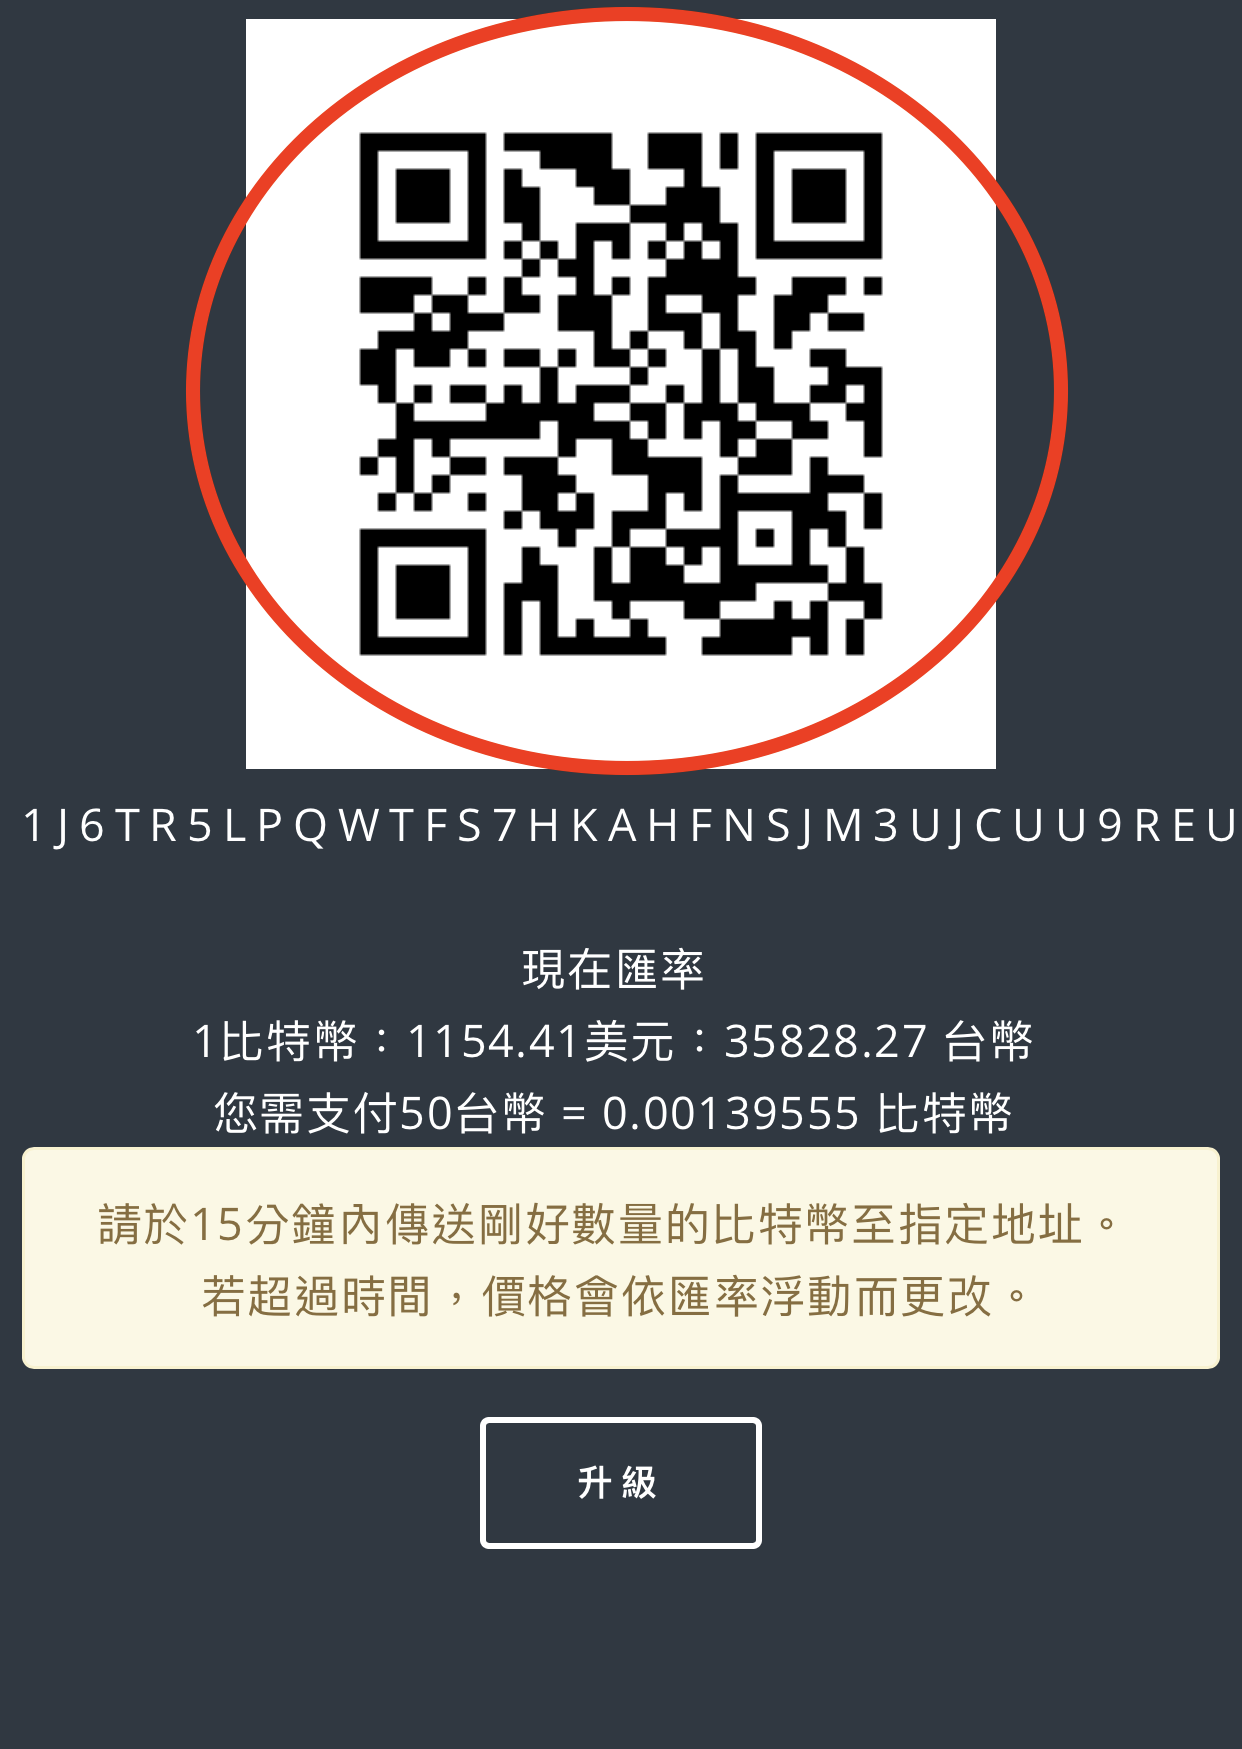 1J6TR5LPQWTFS7HKAHFNSJM3UJCUU9REU
現在匯率
1比特幣：1154.41美元：35828.27 台幣
您需支付50台幣 = 0.00139555 比特幣
請於15分鐘內傳送剛好數量的比特幣至指定地址。
若超過時間，價格會依匯率浮動而更改。
升級